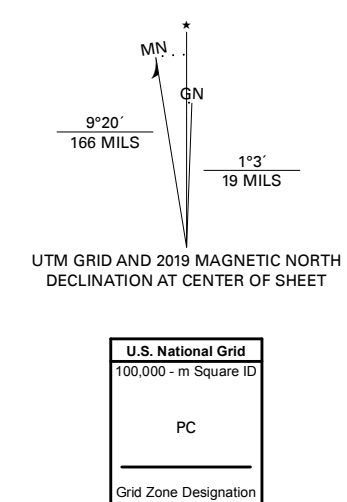 ★
MN
GN
9°20´
166 MILS
1°3´
19 MILS
UTM GRID AND 2019 MAGNETIC NORTH
DECLINATION AT CENTER OF SHEET
U.S. National Grid
100,000 - m Square ID
PC
Grid Zone Designation